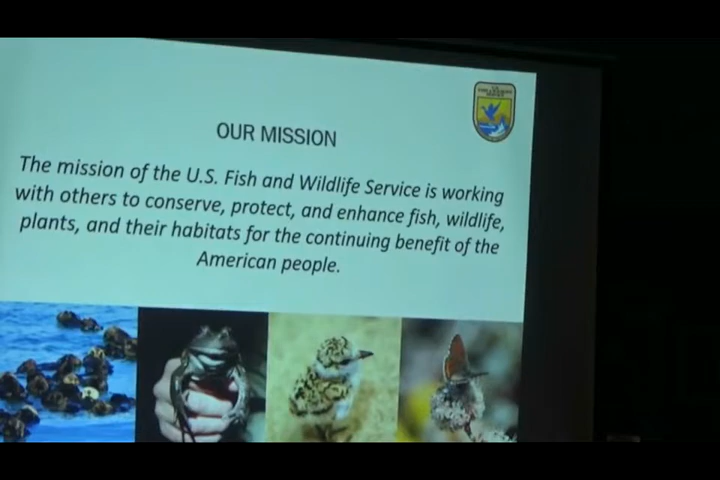 OUR MISSION
The mission of the U.S. Fish and Wildlife Service is working
with others to conserve, protect, and enhance fish, wildlife,
plants, and their habitats for the continuing benefit of the
American people.